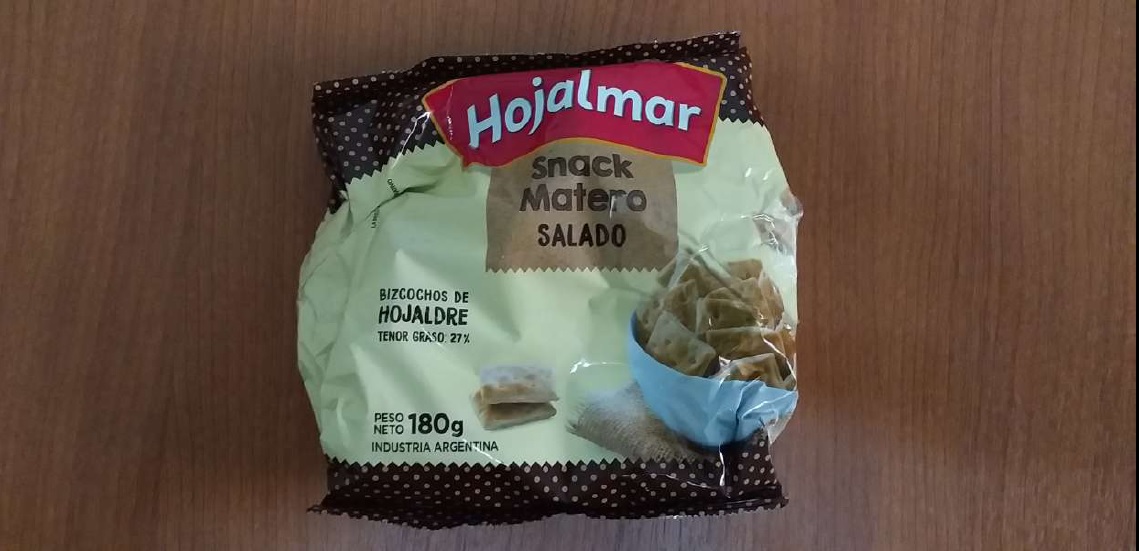 Hojalmar
Snack
Matero
SALADO
BIZCOCHOS DE
HOJALDRE
TENOR GRASO: 27%
PESO
NETO 180g
INDUSTRIA ARGENTINA